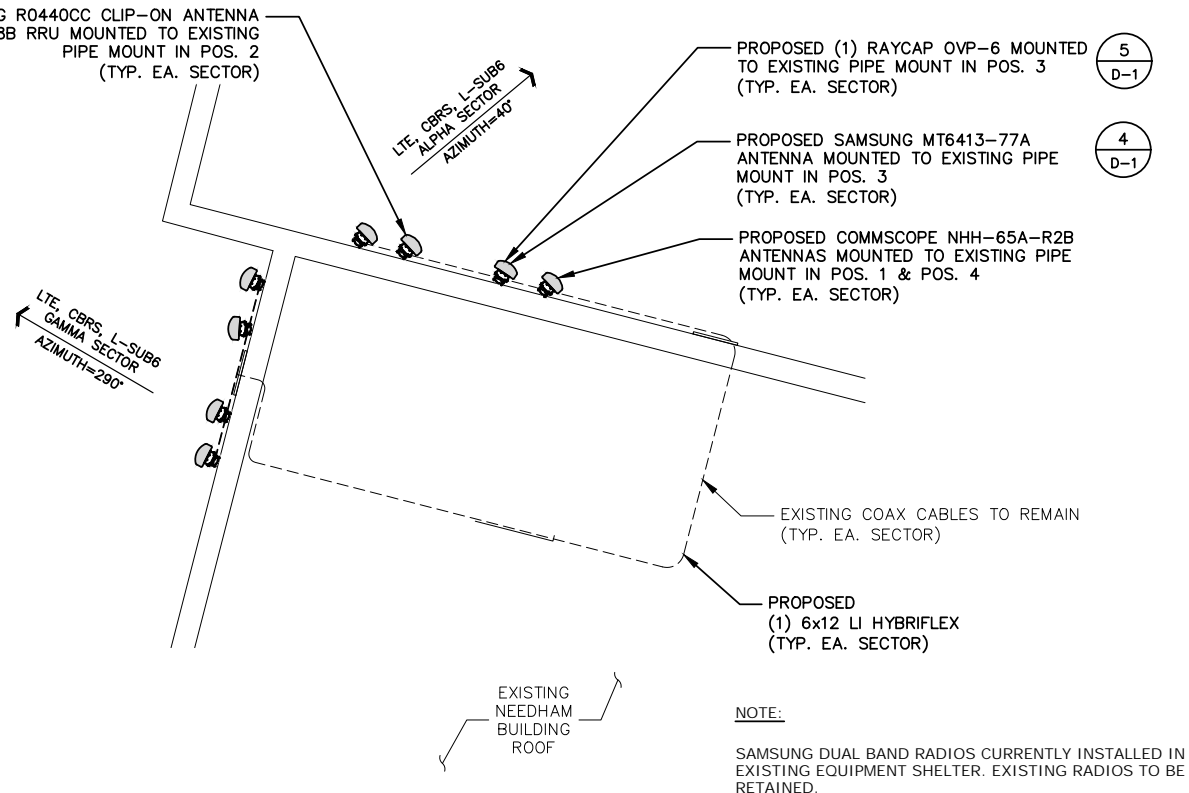 R0440CC CLIP-ON ANTENNA
RRU MOUNTED TO EXISTING
PIPE MOUNT IN POS. 2
(TYP. EA. SECTOR)
LTE, CBRS, L-SUB6
ALPHA SECTOR
AZIMUTH=40°
PROPOSED (1) RAYCAP OVP-6 MOUNTED
TO EXISTING PIPE MOUNT IN POS. 3
(TYP. EA. SECTOR)
5
D-1
PROPOSED SAMSUNG MT6413-77A
ANTENNA MOUNTED TO EXISTING PIPE
MOUNT IN POS. 3
(TYP. EA. SECTOR)
4
D-1
PROPOSED COMMSCOPE NHH-65A-R2B
ANTENNAS MOUNTED TO EXISTING PIPE
MOUNT IN POS. 1 & POS. 4
(TYP. EA. SECTOR)
LTE, CBRS, L-SUB6
GAMMA SECTOR
AZIMUTH=290°
EXISTING COAX CABLES TO REMAIN
(TYP. EA. SECTOR)
PROPOSED
(1) 6x12 LI HYBRIFLEX
(TYP. EA. SECTOR)
EXISTING
NEEDHAM
BUILDING
ROOF
NOTE:
SAMSUNG DUAL BAND RADIOS CURRENTLY INSTALLED IN
EXISTING EQUIPMENT SHELTER. EXISTING RADIOS TO BE
RETAINED.